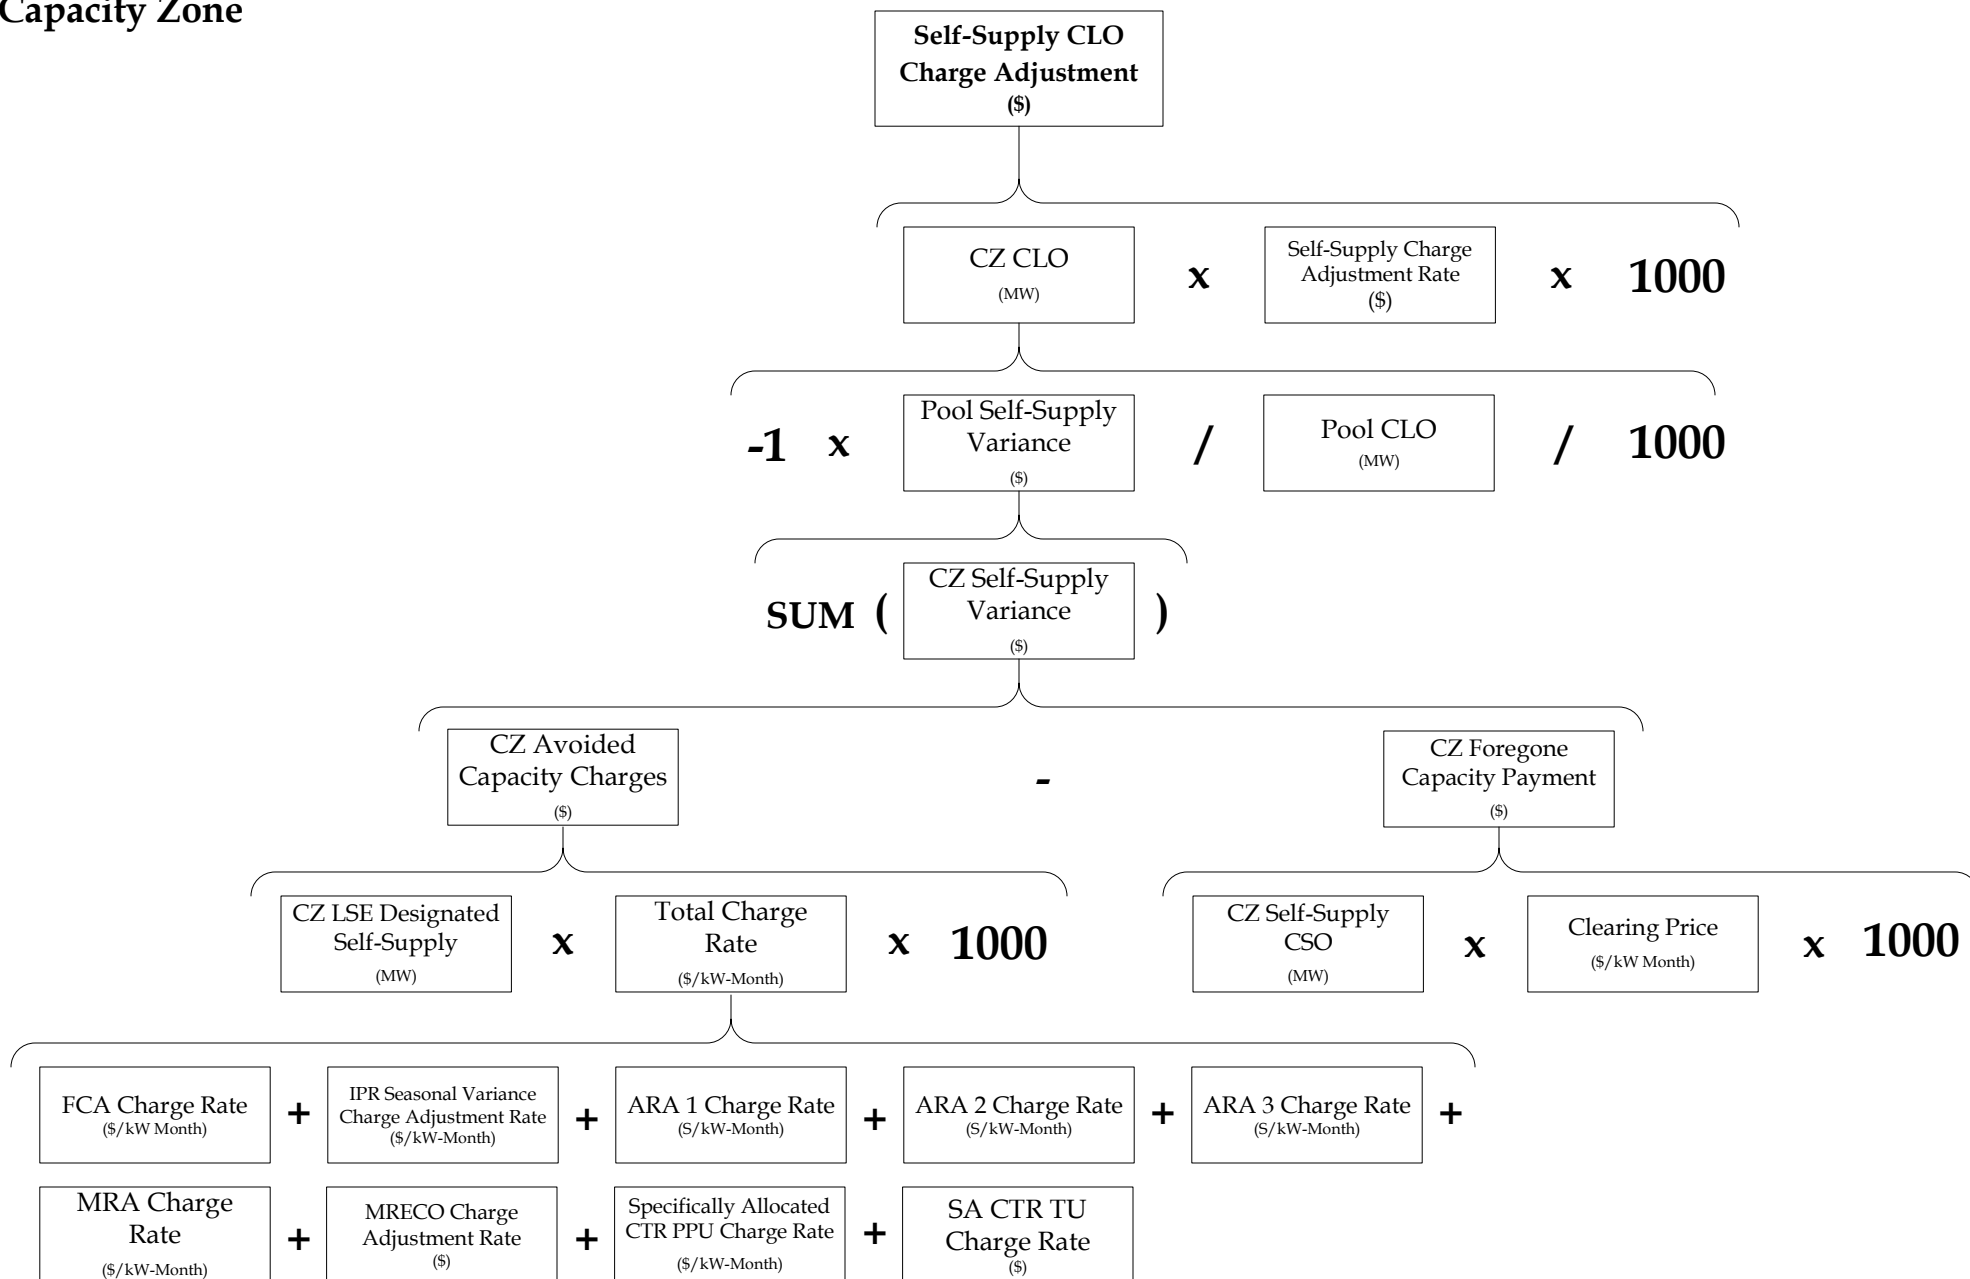 Capacity Zone
Self-Supply CLO
Charge Adjustment
($)
CZ CLO
(MW)
x
Self-Supply Charge
Adjustment Rate
($)
x
1000
-1
x
Pool Self-Supply
Variance
($)
/
Pool CLO
(MW)
/
1000
SUM (
CZ Self-Supply
Variance
($)
)
CZ Avoided
Capacity Charges
($)
-
CZ Foregone
Capacity Payment
($)
CZ LSE Designated
Self-Supply
(MW)
x
Total Charge
Rate
($/kW-Month)
x
1000
CZ Self-Supply
CSO
(MW)
x
Clearing Price
($/kW Month)
x
1000
FCA Charge Rate
($/kW Month)
+
IPR Seasonal Variance
Charge Adjustment Rate
($/kW-Month)
+
ARA 1 Charge Rate
(S/kW-Month)
+
ARA 2 Charge Rate
(S/kW-Month)
+
ARA 3 Charge Rate
(S/kW-Month)
+
MRA Charge
Rate
($/kW-Month)
+
MRECO Charge
Adjustment Rate
($)
+
Specifically Allocated
CTR PPU Charge Rate
($/kW-Month)
+
SA CTR TU
Charge Rate
($)